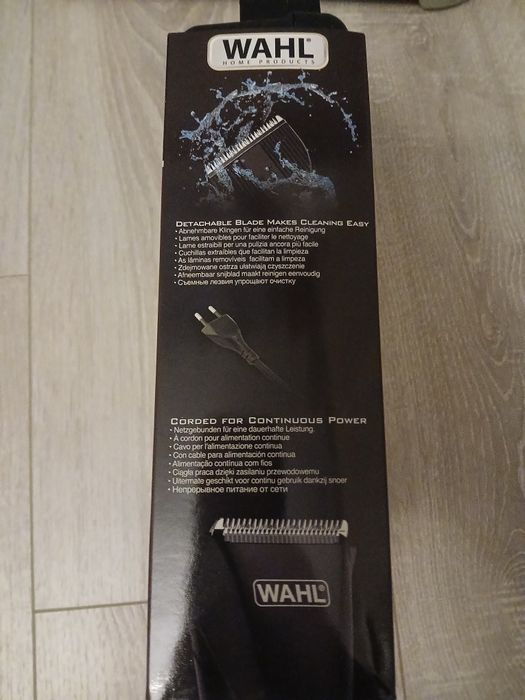 WAHL®
HOME PRODUCTS
DETACHABLE BLADE MAKES CLEANING EASY
• Abnehmbare Klingen für eine einfache Reinigung
• Lames amovibles pour faciliter le nettoyage
• Lame estraibili per una pulizia ancora più facile
• Cuchillas extraíbles que facilitan la limpieza
• As lâminas removíveis facilitam a limpeza
• Zdejmowane ostrza ułatwiają czyszczenie
• Afneembaar snijblad maakt reinigen eenvoudig
• Съемные лезвия упрощают очистку
CORDED FOR CONTINUOUS POWER
• Netzgebunden für eine dauerhafte Leistung.
• À cordon pour alimentation continue
• Cavo per l'alimentazione continua
• Con cable para alimentación continua
• Alimentação contínua com fios
• Ciągła praca dzięki zasilaniu przewodowemu
• Uitermate geschikt voor continu gebruik dankzij snoer
• Непрерывное питание от сети
WAHL®